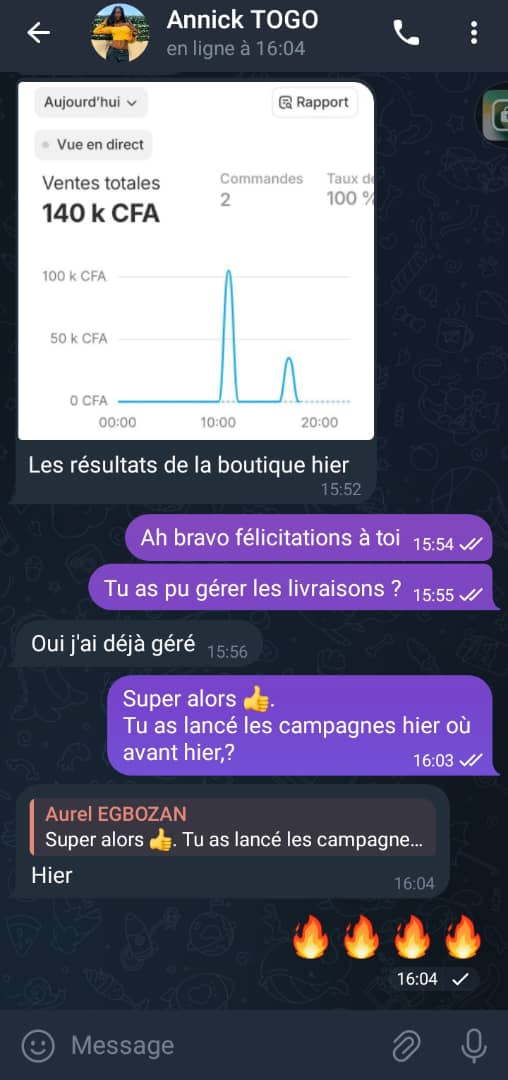 Annick TOGO
en ligne à 16:04
Aujourd'hui
Rapport
Vue en direct
Ventes totales
140 k CFA
Commandes
2
Taux de
100 %
100 k CFA
50 k CFA
0 CFA
00:00
10:00
20:00
Les résultats de la boutique hier
15:52
Ah bravo félicitations à toi
15:54
Tu as pu gérer les livraisons ?
15:55
Oui j'ai déjà géré
15:56
Super alors 👍.
Tu as lancé les campagnes hier où
avant hier,?
16:03
Aurel EGBOZAN
Super alors 👍. Tu as lancé les campagne...
Hier
16:04
🔥 🔥 🔥 🔥
16:04
Message